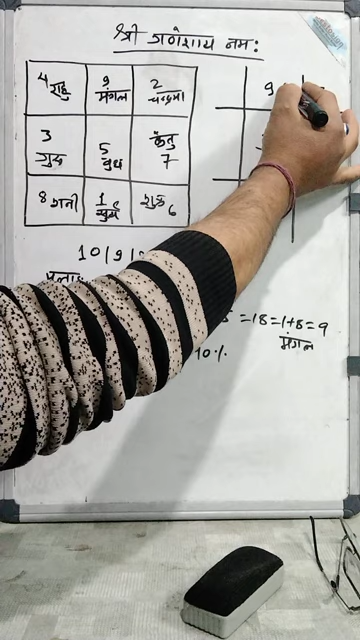 श्री गणेशाय नमः
4 राहु 9 मंगल 2 चन्द्रमा
3 गुरु 5 बुध केतु 7
8 शनी 1 सुर्य शुक्र 6
9
10/9/
=18=1+8=9
मंगल
10%